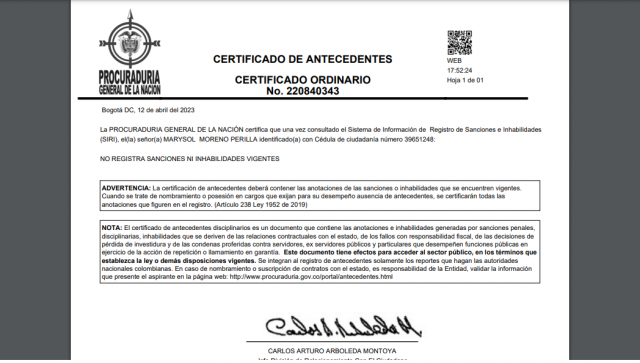 PROCURADURIA
GENERAL DE LA NACIÓN
CERTIFICADO DE ANTECEDENTES
CERTIFICADO ORDINARIO
No. 220840343
WEB
17:52:24
Hoja 1 de 01
Bogotá DC, 12 de abril del 2023
La PROCURADURIA GENERAL DE LA NACIÓN certifica que una vez consultado el Sistema de Información de Registro de Sanciones e Inhabilidades
(SIRI), el(la) señor(a) MARYSOL MORENO PERILLA identificado(a) con Cédula de ciudadanía número 39651248:
NO REGISTRA SANCIONES NI INHABILIDADES VIGENTES
ADVERTENCIA: La certificación de antecedentes deberá contener las anotaciones de las sanciones o inhabilidades que se encuentren vigentes.
Cuando se trate de nombramiento o posesión en cargos que exijan para su desempeño ausencia de antecedentes, se certificarán todas las
anotaciones que figuren en el registro. (Artículo 238 Ley 1952 de 2019)
NOTA: El certificado de antecedentes disciplinarios es un documento que contiene las anotaciones e inhabilidades generadas por sanciones penales,
disciplinarias, inhabilidades que se deriven de las relaciones contractuales con el estado, de los fallos con responsabilidad fiscal, de las decisiones de
pérdida de investidura y de las condenas proferidas contra servidores, ex servidores públicos y particulares que desempeñen funciones públicas en
ejercicio de la acción de repetición o llamamiento en garantía. Este documento tiene efectos para acceder al sector público, en los términos que
establezca la ley o demás disposiciones vigentes. Se integran al registro de antecedentes solamente los reportes que hagan las autoridades
nacionales colombianas. En caso de nombramiento o suscripción de contratos con el estado, es responsabilidad de la Entidad, validar la información
que presente el aspirante en la página web: http://www.procuraduria.gov.co/portal/antecedentes.html
CARLOS ARTURO ARBOLEDA MONTOYA